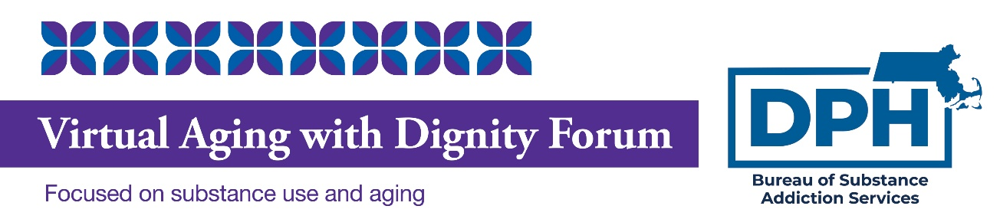 Virtual Aging with Dignity Forum
Focused on substance use and aging
DPH
Bureau of Substance
Addiction Services